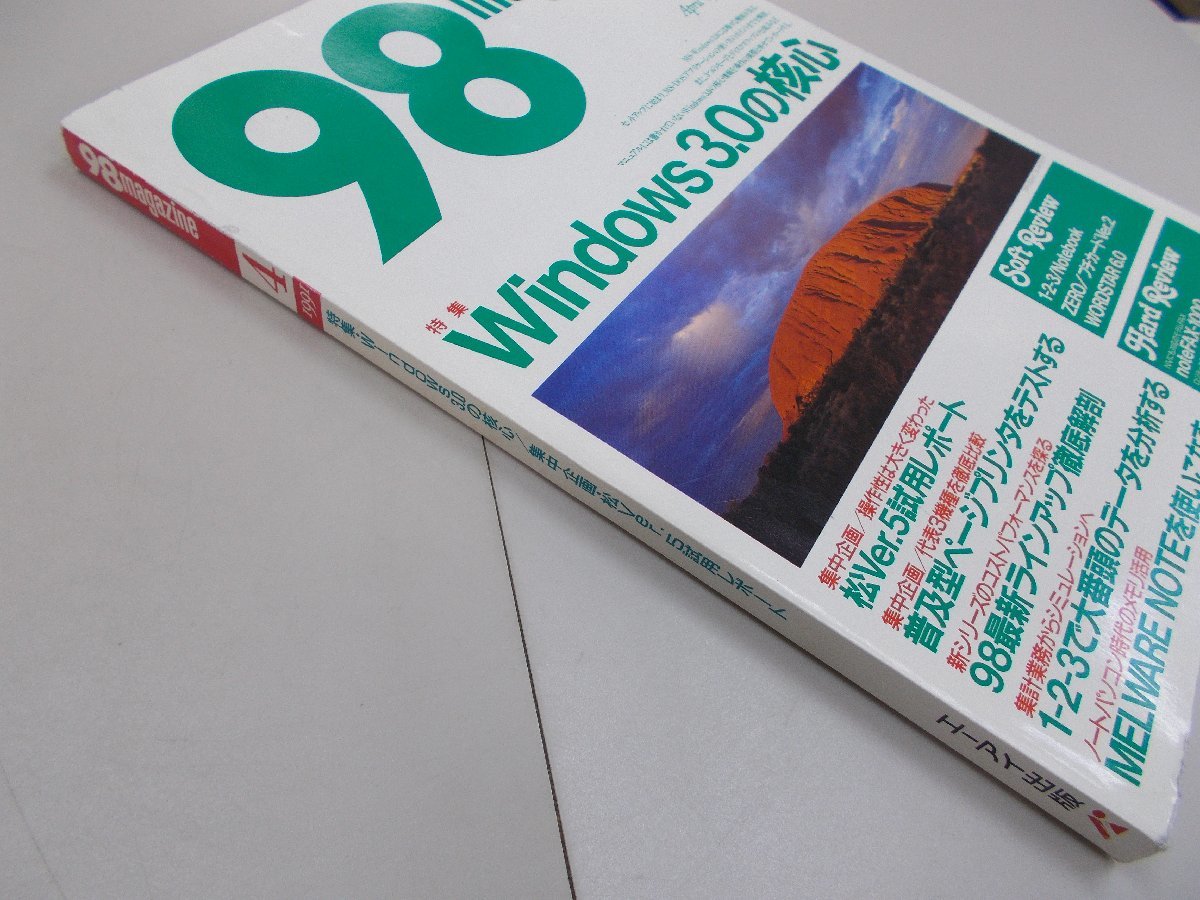 98
特集
Windows 3.0の核心
Soft Review
1-2-3/Notebook
ZERO/プチカードVer.2
WORDSTAR 6.0
Hard Review
noteFAX
集中企画/操作性は大きく変わった
松Ver.5試用レポート
集中企画/代表3機種を徹底比較
普及型ページプリンタをテストする
新シリーズのコストパフォーマンスを探る
98最新ラインアップ徹底解剖
集計業務からシミュレーションへ
1-2-3で大番頭のデータを分析する
ノートパソコン時代のメモリ活用
MELWARE NOTEを使いこなす
98magazine
4
1991
特集・Windows3.0の核心/集中企画・松Ver.5試用レポート
エーアイ出版